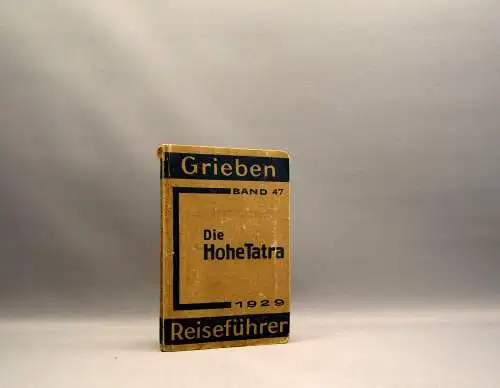 Grieben
BAND 47
Die
Hohe Tatra
1929
Reiseführer